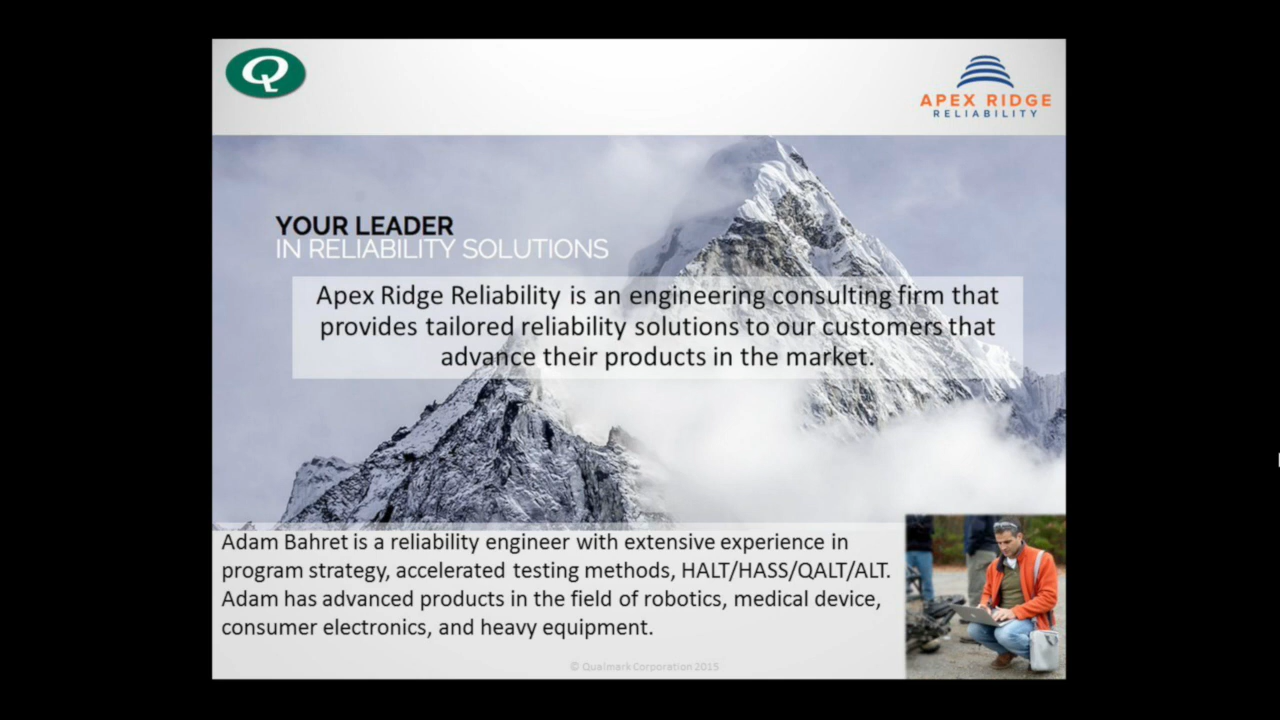 Q
APEX RIDGE
RELIABILITY
YOUR LEADER
IN RELIABILITY SOLUTIONS
Apex Ridge Reliability is an engineering consulting firm that
provides tailored reliability solutions to our customers that
advance their products in the market.
Adam Bahret is a reliability engineer with extensive experience in
program strategy, accelerated testing methods, HALT/HASS/QALT/ALT.
Adam has advanced products in the field of robotics, medical device,
consumer electronics, and heavy equipment.
© Qualmark Corporation 2015